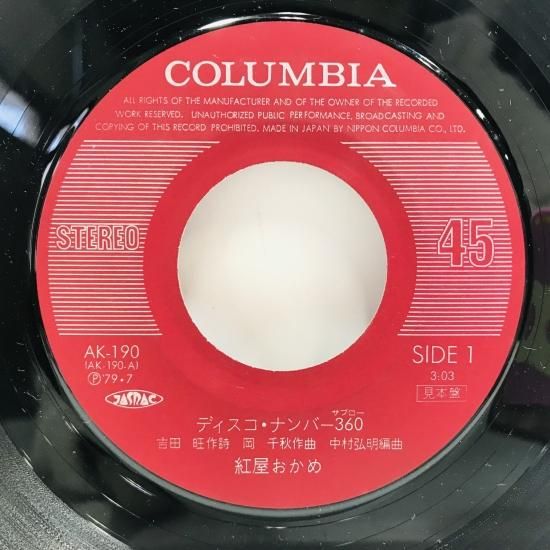 COLUMBIA
ALL RIGHTS OF THE MANUFACTURER AND OF THE OWNER OF THE RECORDED
WORK RESERVED. UNAUTHORIZED PUBLIC PERFORMANCE, BROADCASTING AND
COPYING OF THIS RECORD PROHIBITED. MADE IN JAPAN BY NIPPON COLUMBIA CO., LTD.
STEREO
45
AK-190
(AK-190-A)
Ⓟ'79•7
JASRAC
SIDE 1
3:03
見本盤
サブロー
ディスコ・ナンバー360
吉田 旺作詩 岡 千秋作曲 中村弘明編曲
紅屋おかめ